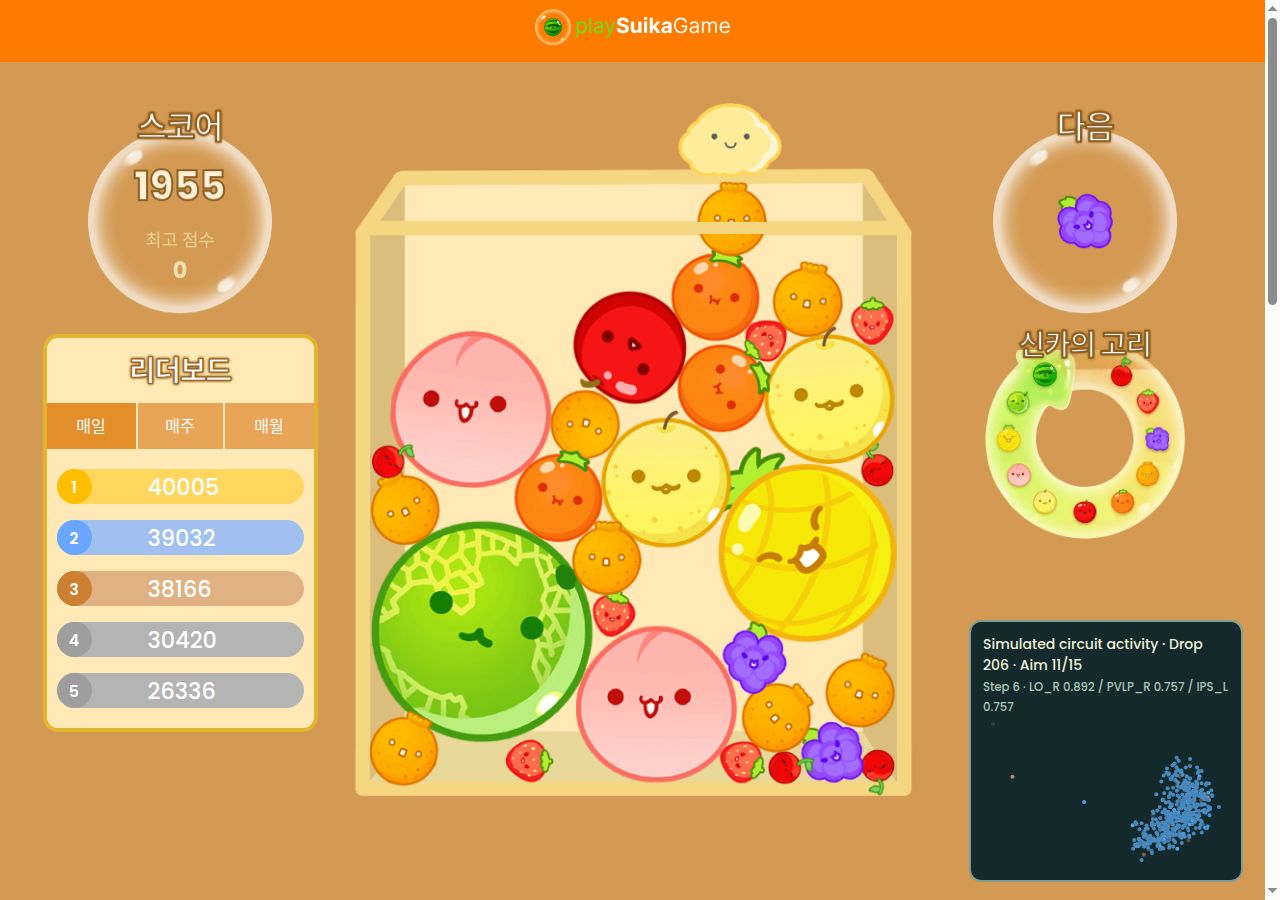 playSuikaGame
스코어
1955
최고 점수
0
다음
리더보드
매일
매주
매월
1 40005
2 39032
3 38166
4 30420
5 26336
신카의 고리
Simulated circuit activity · Drop
206 · Aim 11/15
Step 6 · LO_R 0.892 / PVLP_R 0.757 / IPS_L
0.757